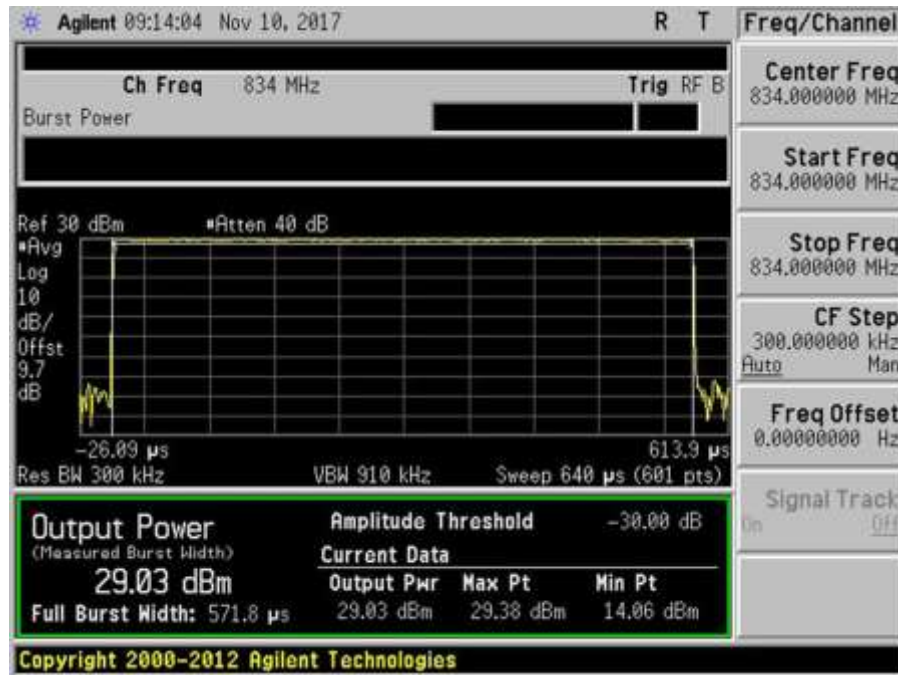 Agilent 09:14:04 Nov 10, 2017 R T
Freq/Channel
Ch Freq 834 MHz Trig RF B
Burst Power
Center Freq
834.000000 MHz
Start Freq
834.000000 MHz
Stop Freq
834.000000 MHz
CF Step
300.000000 kHz
Auto Man
Freq Offset
0.00000000 Hz
Signal Track
On Off
Ref 30 dBm #Atten 40 dB
#Avg
Log
10
dB/
Offst
9.7
dB
-26.09 µs 613.9 µs
Res BW 300 kHz VBW 910 kHz Sweep 640 µs (601 pts)
Output Power
(Measured Burst Width)
29.03 dBm
Full Burst Width: 571.8 µs
Amplitude Threshold -30.00 dB
Current Data
Output Pwr Max Pt Min Pt
29.03 dBm 29.38 dBm 14.06 dBm
Copyright 2000-2012 Agilent Technologies